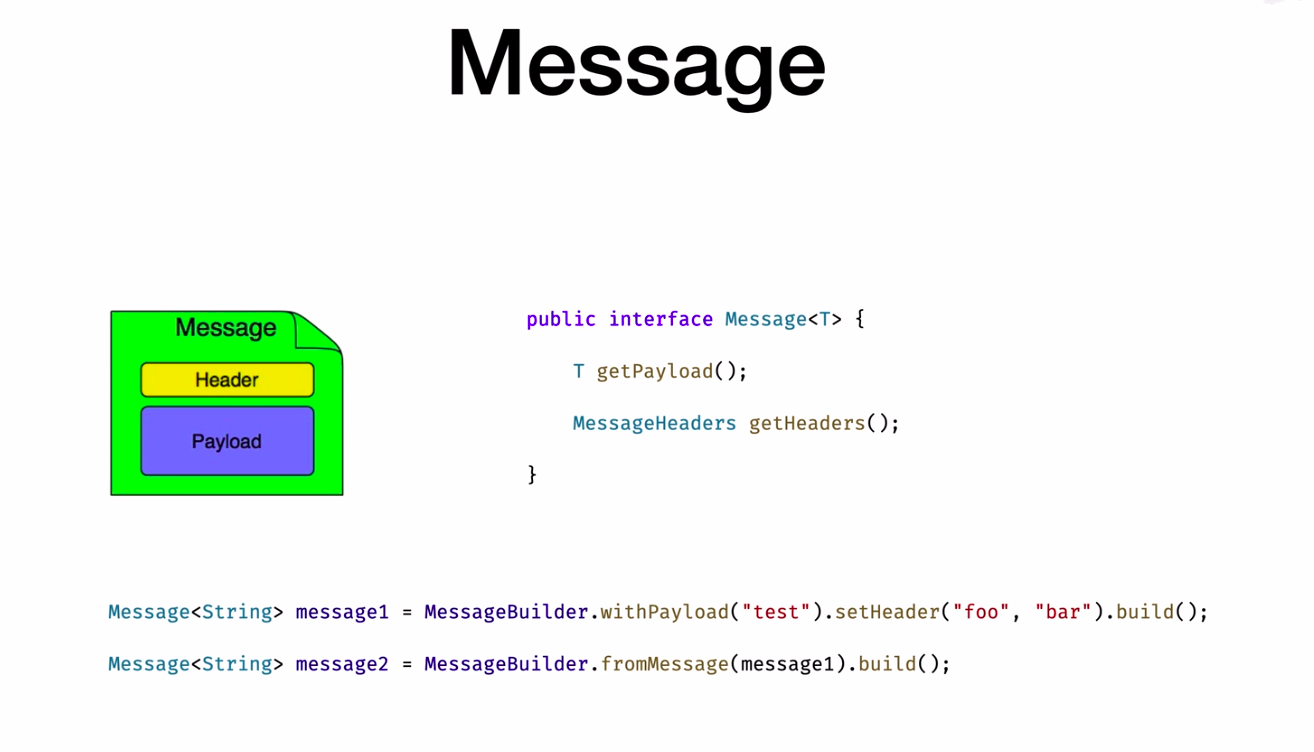 Message
Message
Header
Payload
public interface Message<T> {
T getPayload();
MessageHeaders getHeaders();
}
Message<String> message1 = MessageBuilder.withPayload("test").setHeader("foo", "bar").build();
Message<String> message2 = MessageBuilder.fromMessage(message1).build();